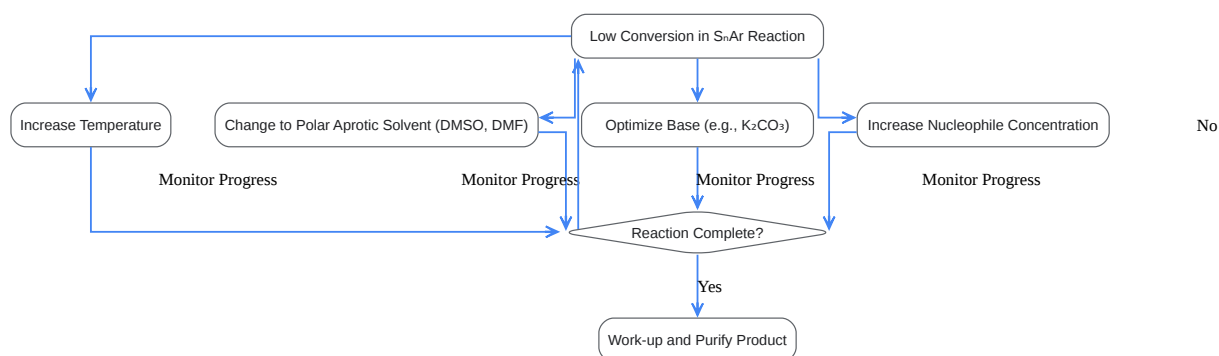 Low Conversion in SₙAr Reaction
Increase Temperature
Change to Polar Aprotic Solvent (DMSO, DMF)
Optimize Base (e.g., K₂CO₃)
Increase Nucleophile Concentration
No
Monitor Progress
Monitor Progress
Monitor Progress
Monitor Progress
Reaction Complete?
Yes
Work-up and Purify Product